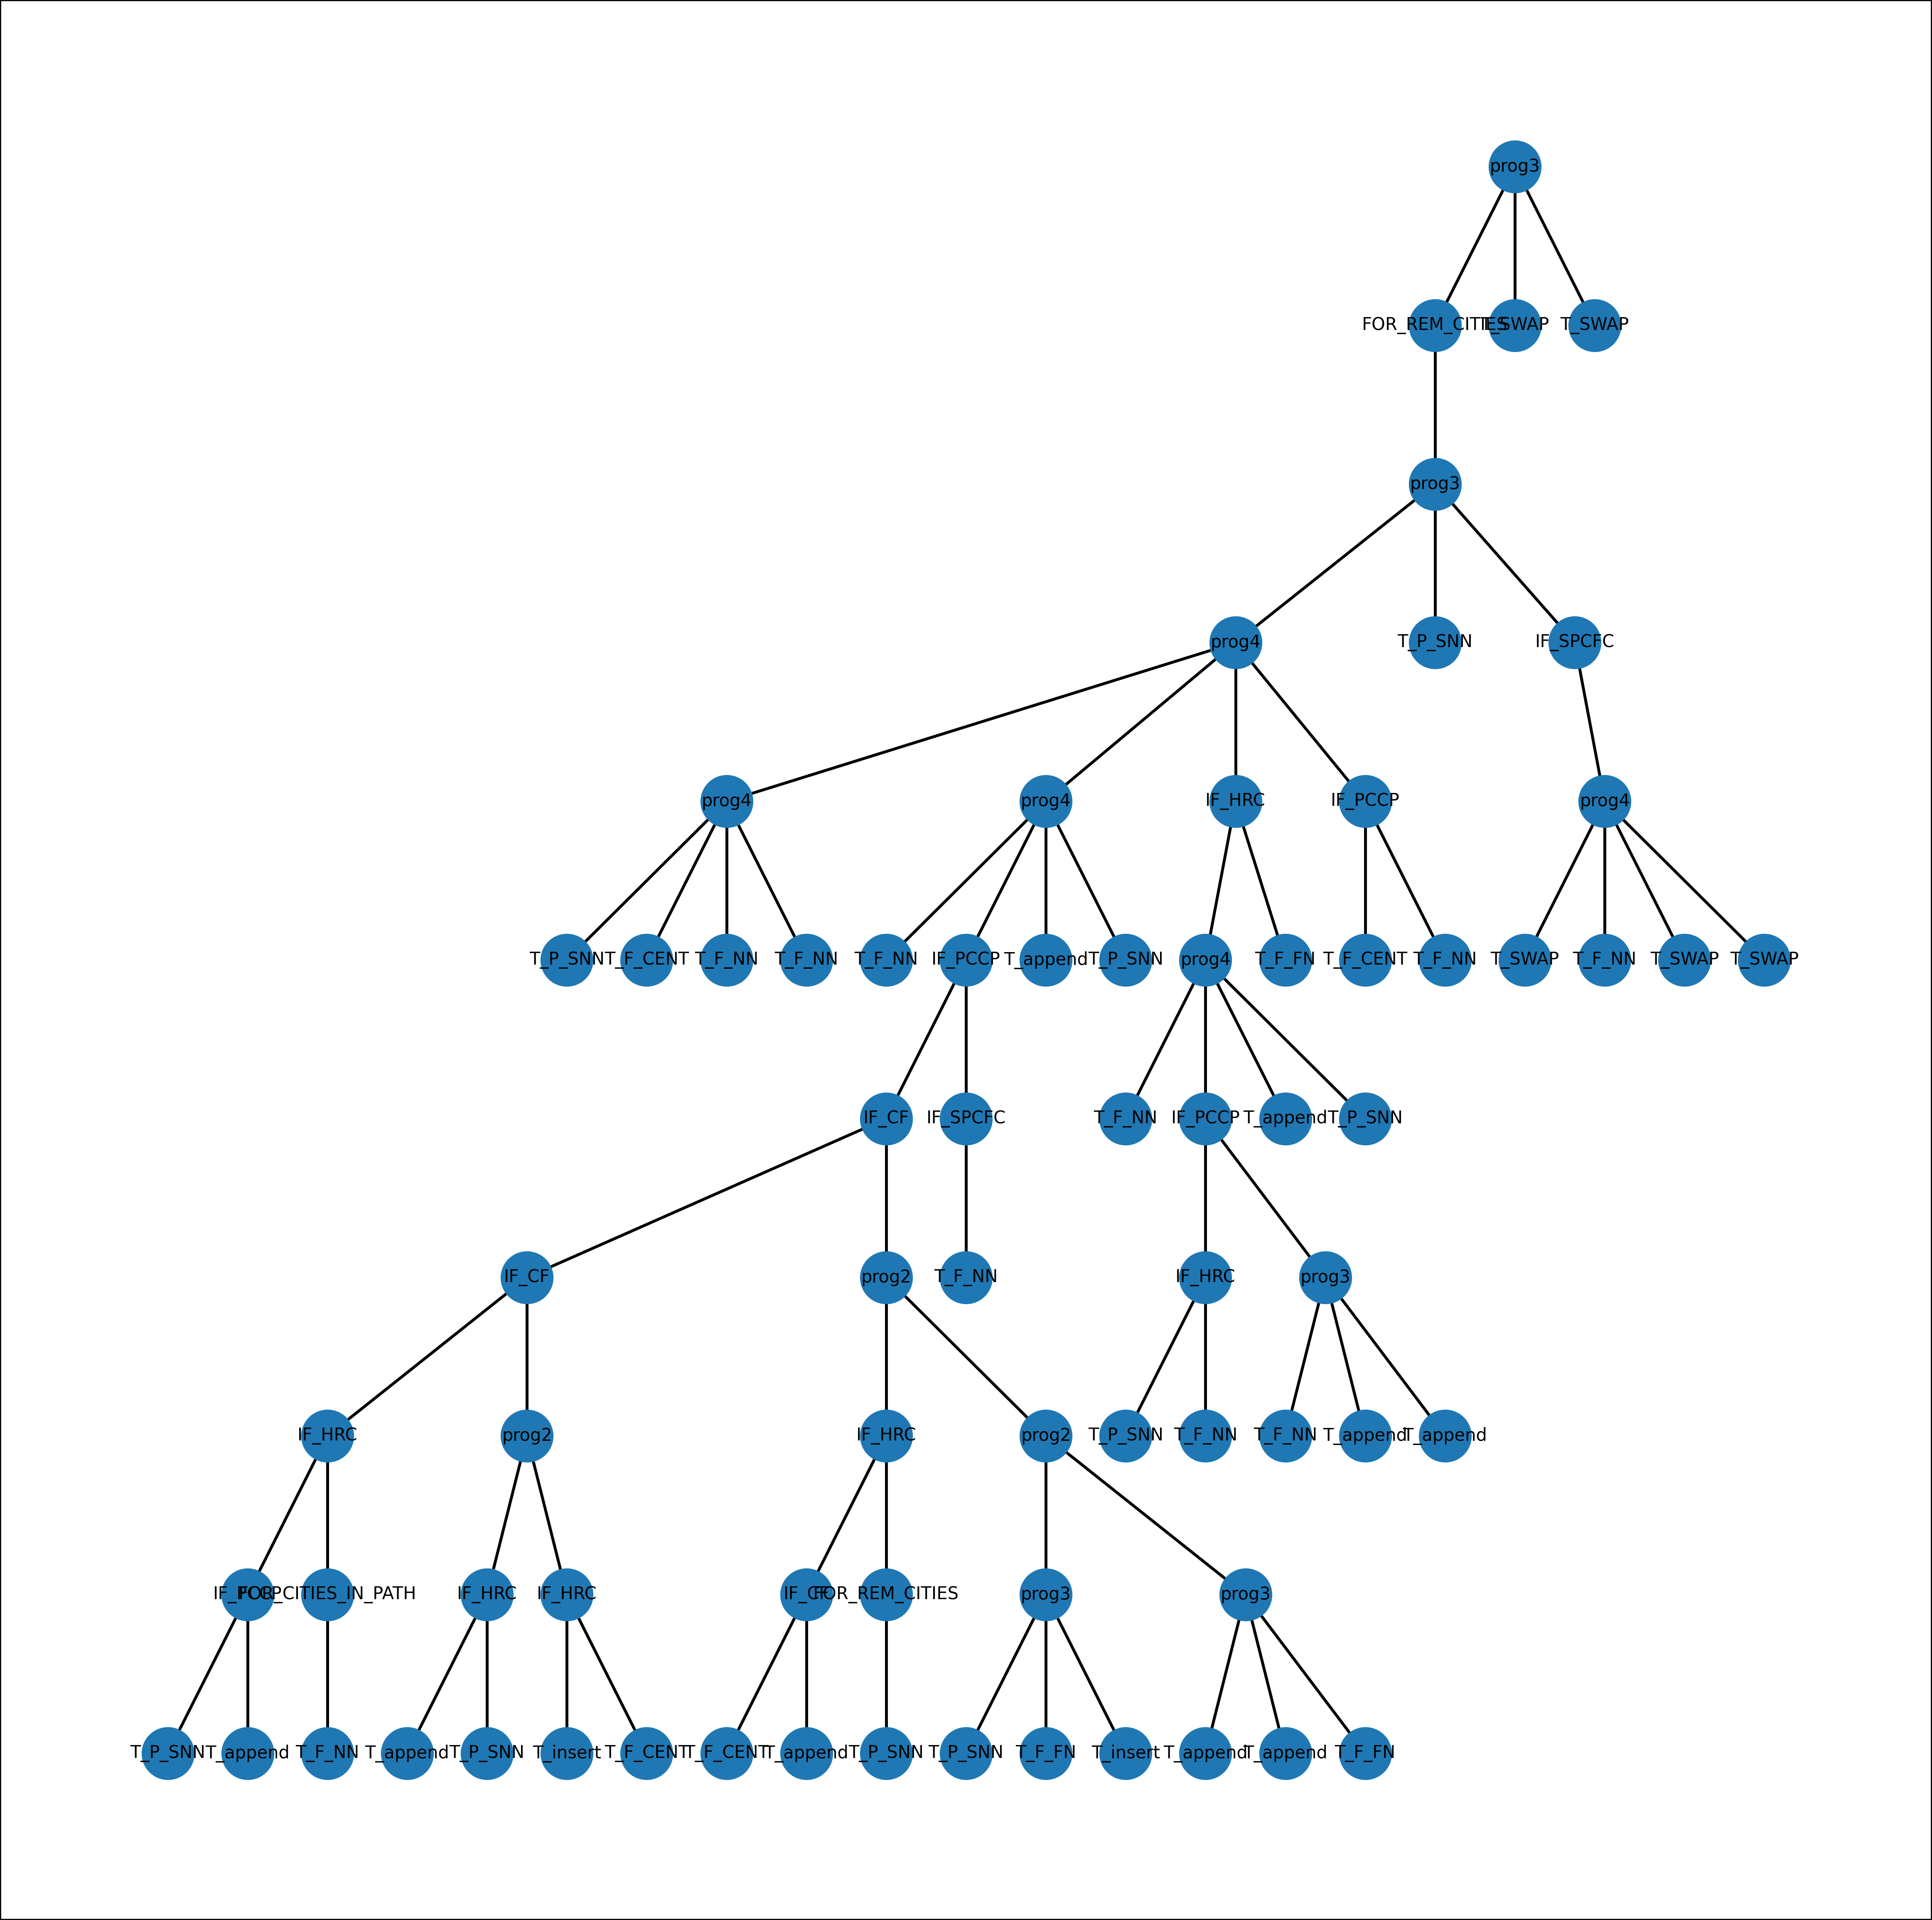 prog3
FOR_REM_CITIES T_SWAP T_SWAP
prog3
prog4 T_P_SNN IF_SPCFC
prog4 prog4 IF_HRC IF_PCCP prog4
T_P_SNN T_F_CENT T_F_NN T_F_NN T_F_NN IF_PCCP T_append T_P_SNN prog4 T_F_FN T_F_CENT T_F_NN T_SWAP T_F_NN T_SWAP T_SWAP
IF_CF IF_SPCFC T_F_NN IF_PCCP T_append T_P_SNN
IF_CF prog2 T_F_NN IF_HRC prog3
IF_HRC prog2 IF_HRC prog2 T_P_SNN T_F_NN T_F_NN T_append T_append
IF_PCCP FOR_CITIES_IN_PATH IF_HRC IF_HRC IF_CF FOR_REM_CITIES prog3 prog3
T_P_SNN T_append T_F_NN T_append T_P_SNN T_insert T_F_CENT T_F_CENT T_append T_P_SNN T_P_SNN T_F_FN T_insert T_append T_append T_F_FN